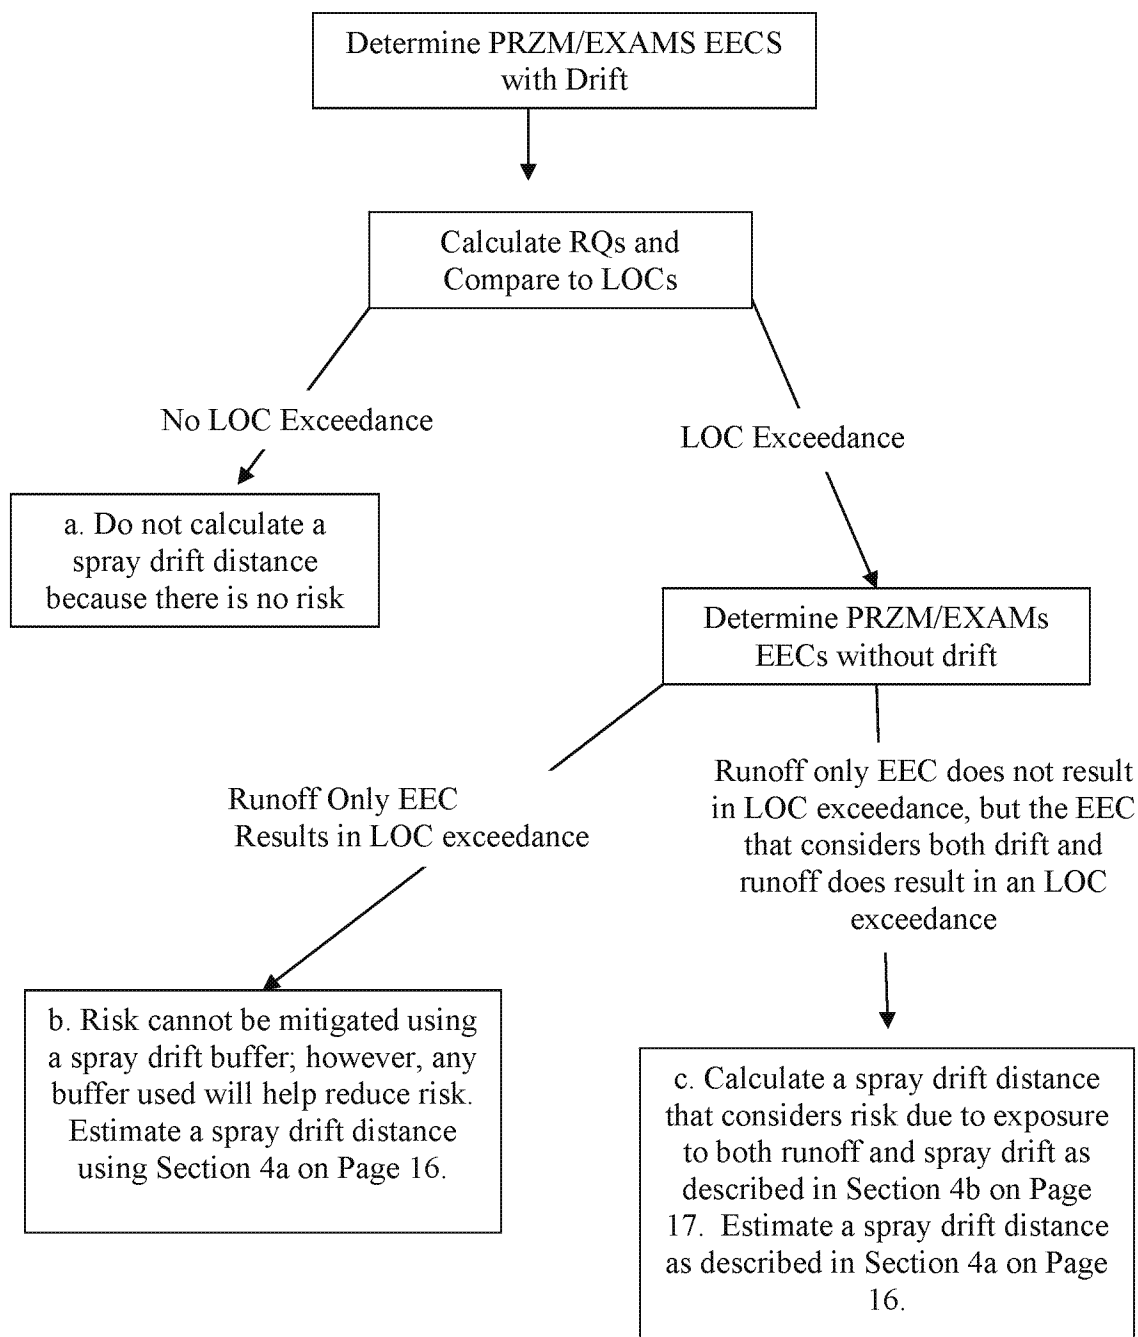 Determine PRZM/EXAMS EECS
with Drift
Calculate RQs and
Compare to LOCs
No LOC Exceedance
LOC Exceedance
a. Do not calculate a
spray drift distance
because there is no risk
Determine PRZM/EXAMs
EECs without drift
Runoff Only EEC
Results in LOC exceedance
Runoff only EEC does not result
in LOC exceedance, but the EEC
that considers both drift and
runoff does result in an LOC
exceedance
b. Risk cannot be mitigated using
a spray drift buffer; however, any
buffer used will help reduce risk.
Estimate a spray drift distance
using Section 4a on Page 16.
c. Calculate a spray drift distance
that considers risk due to exposure
to both runoff and spray drift as
described in Section 4b on Page
17. Estimate a spray drift distance
as described in Section 4a on Page
16.